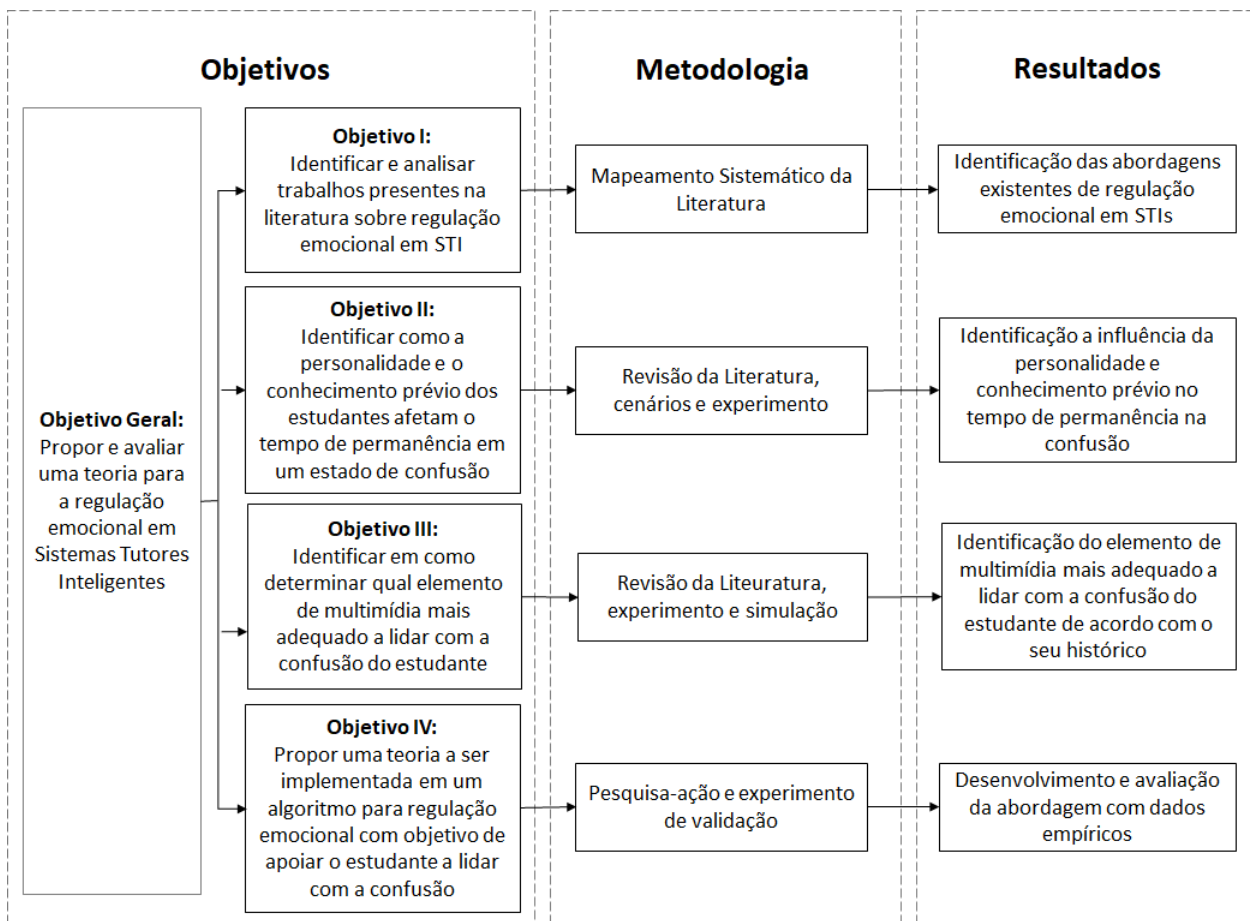 Objetivos
Metodologia
Resultados
Objetivo Geral:
Propor e avaliar
uma teoria para
a regulação
emocional em
Sistemas Tutores
Inteligentes
Objetivo I:
Identificar e analisar
trabalhos presentes na
literatura sobre regulação
emocional em STI
Mapeamento Sistemático da
Literatura
Identificação das abordagens
existentes de regulação
emocional em STIs
Objetivo II:
Identificar como a
personalidade e o
conhecimento prévio dos
estudantes afetam o
tempo de permanência em
um estado de confusão
Revisão da Literatura,
cenários e experimento
Identificação a influência da
personalidade e
conhecimento prévio no
tempo de permanência na
confusão
Objetivo III:
Identificar em como
determinar qual elemento
de multimídia mais
adequado a lidar com a
confusão do estudante
Revisão da Liteuratura,
experimento e simulação
Identificação do elemento de
multimídia mais adequado a
lidar com a confusão do
estudante de acordo com o
seu histórico
Objetivo IV:
Propor uma teoria a ser
implementada em um
algoritmo para regulação
emocional com objetivo de
apoiar o estudante a lidar
com a confusão
Pesquisa-ação e experimento
de validação
Desenvolvimento e avaliação
da abordagem com dados
empíricos